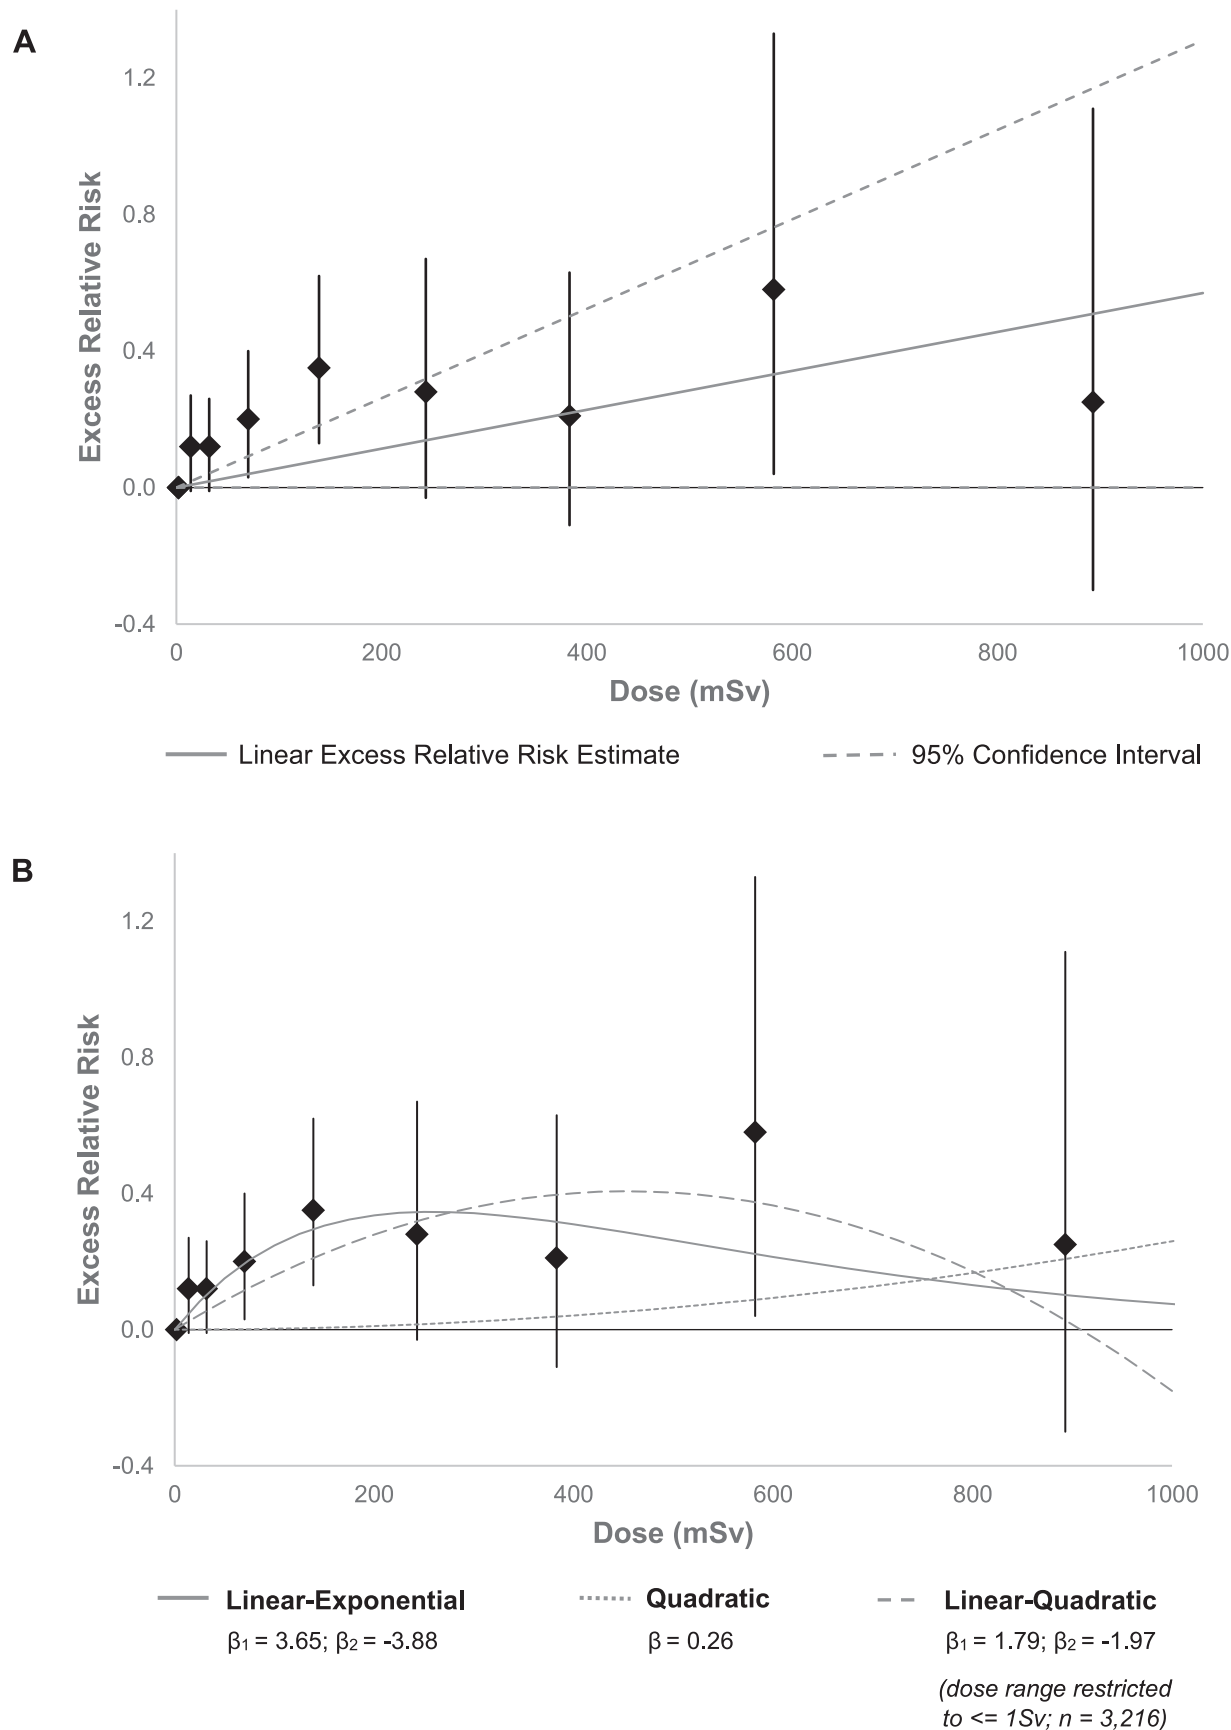 A
1.2
0.8
0.4
0.0
-0.4
Excess Relative Risk
0 200 400 600 800 1000
Dose (mSv)
Linear Excess Relative Risk Estimate 95% Confidence Interval
B
1.2
0.8
0.4
0.0
-0.4
Excess Relative Risk
0 200 400 600 800 1000
Dose (mSv)
Linear-Exponential Quadratic Linear-Quadratic
β₁ = 3.65; β₂ = -3.88 β = 0.26 β₁ = 1.79; β₂ = -1.97
(dose range restricted
to <= 1Sv; n = 3,216)